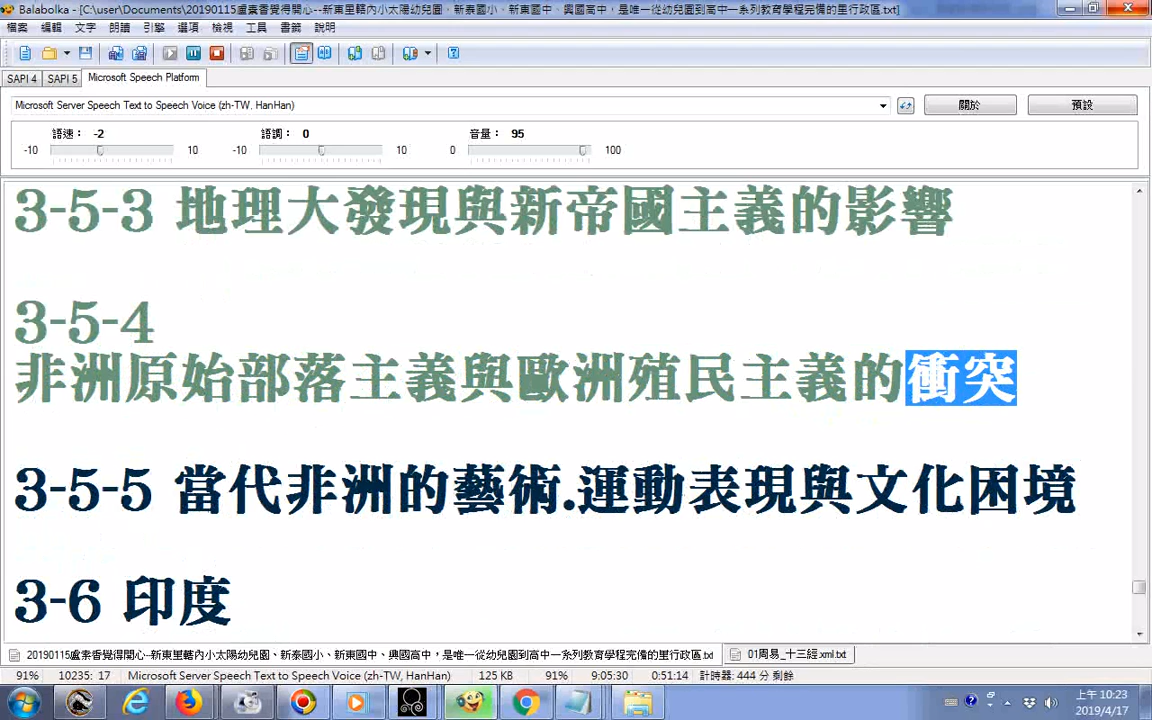 Balabolka - [C:\user\Documents\20190115盧素香覺得開心--新東里轄內小太陽幼兒園、新泰國小、新東國中、興國高中，是唯一從幼兒園到高中一系列教育學程完備的里行政區.txt]
檔案 編輯 文字 朗讀 引擎 選項 檢視 工具 書籤 說明
SAPI 4 SAPI 5 Microsoft Speech Platform
Microsoft Server Speech Text to Speech Voice (zh-TW, HanHan) 關於 預設
語速： -2 語調： 0 音量： 95
-10 10 -10 10 0 100
3-5-3 地理大發現與新帝國主義的影響
3-5-4
非洲原始部落主義與歐洲殖民主義的衝突
3-5-5 當代非洲的藝術.運動表現與文化困境
3-6 印度
20190115盧素香覺得開心--新東里轄內小太陽幼兒園、新泰國小、新東國中、興國高中，是唯一從幼兒園到高中一系列教育學程完備的里行政區.txt 01周易_十三經.xml.txt
91% 10235: 17 Microsoft Server Speech Text to Speech Voice (zh-TW, HanHan) 125 KB 91% 9:05:30 0:51:14 計時器: 444 分 剩餘
上午 10:23
2019/4/17